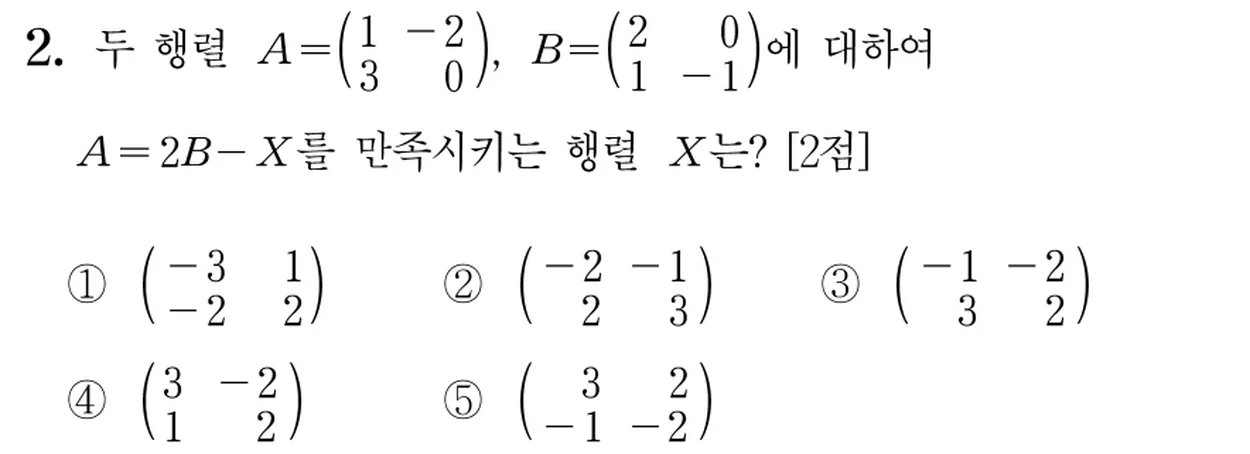 2. 두 행렬 A=(1 -2 3 0), B=(2 0 1 -1)에 대하여
A=2B-X를 만족시키는 행렬 X는? [2점]
① (-3 1 -2 2) ② (-2 -1 2 3) ③ (-1 -2 3 2)
④ (3 -2 1 2) ⑤ (3 2 -1 -2)